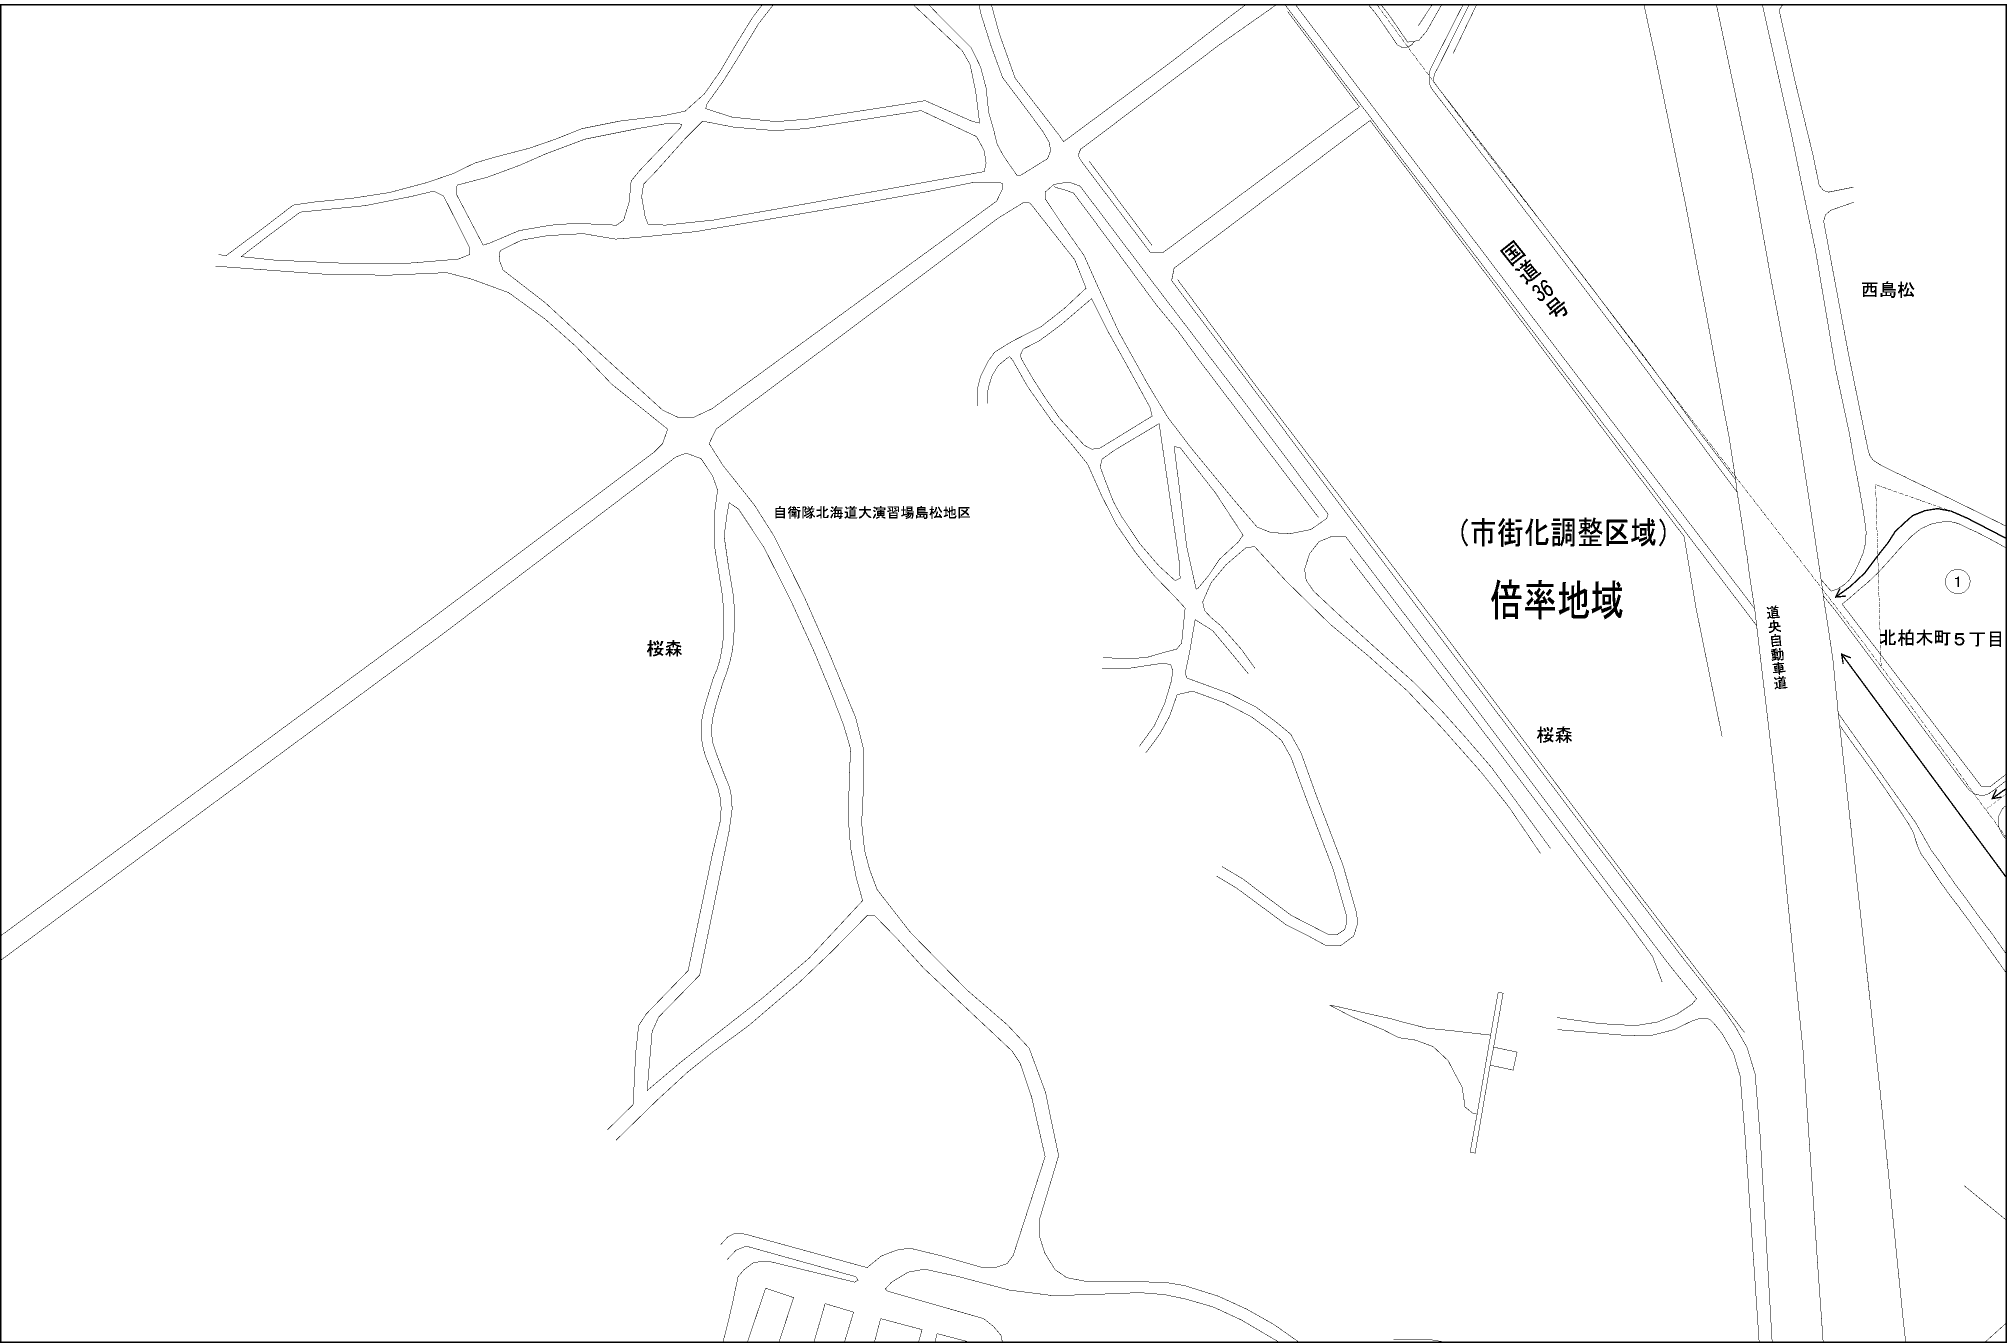 国道36号
西島松
自衛隊北海道大演習場島松地区
（市街化調整区域）
倍率地域
1
道央自動車道
北柏木町5丁目
桜森
桜森